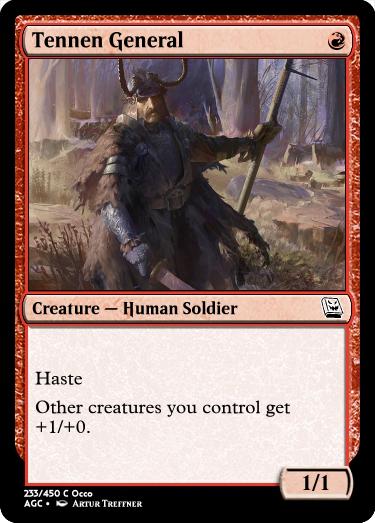 Tennen General
Creature — Human Soldier
Haste
Other creatures you control get
+1/+0.
1/1
233/450 C Occo
AGC • Artur Treffner